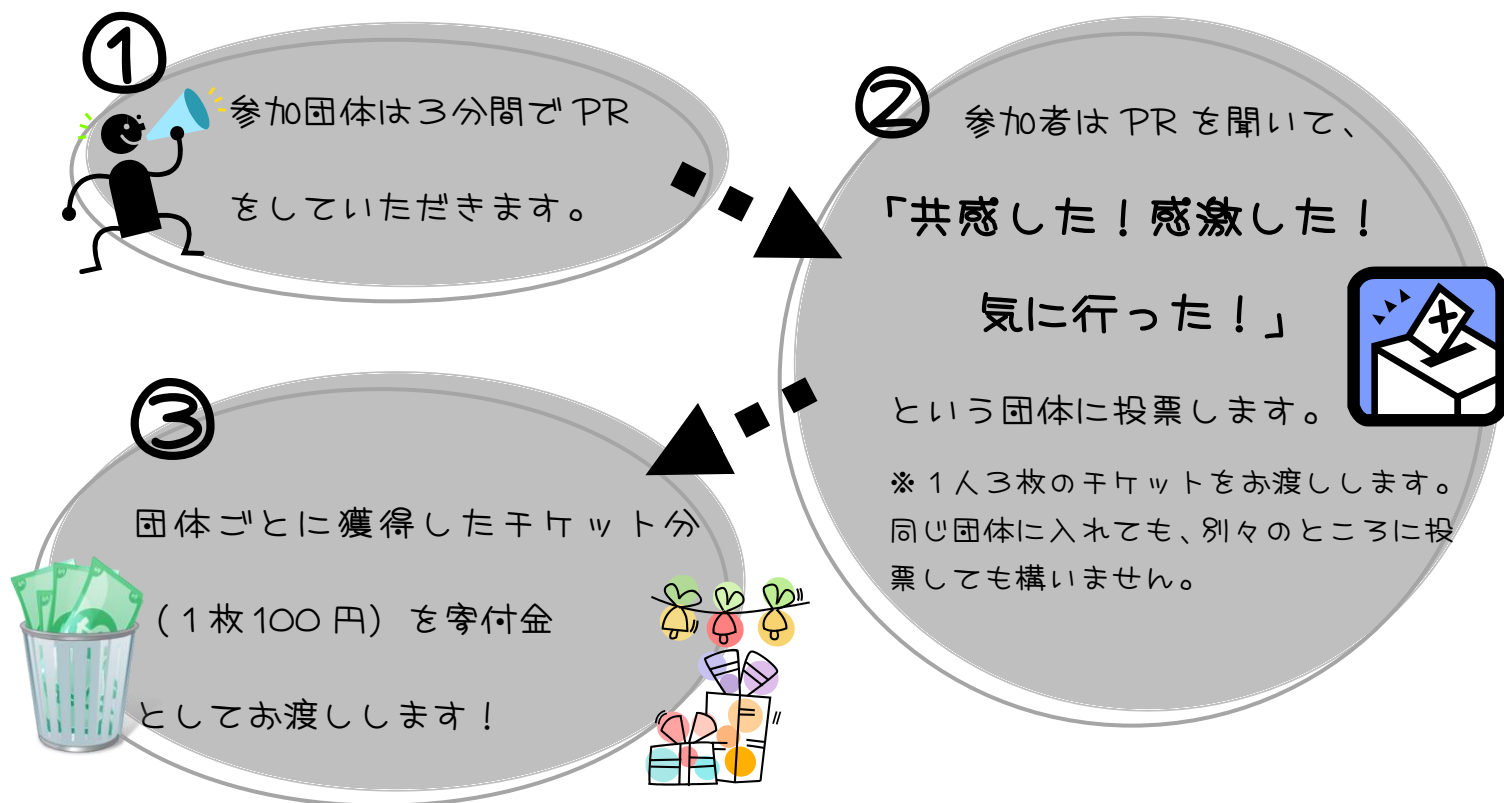 ①
参加団体は3分間でPR
をしていただきます。
②
参加者はPRを聞いて、
「共感した！感激した！
気に行った！」
という団体に投票します。
※1人3枚のチケットをお渡しします。
同じ団体に入れても、別々のところに投
票しても構いません。
③
団体ごとに獲得したチケット分
（1枚100円）を寄付金
としてお渡しします！